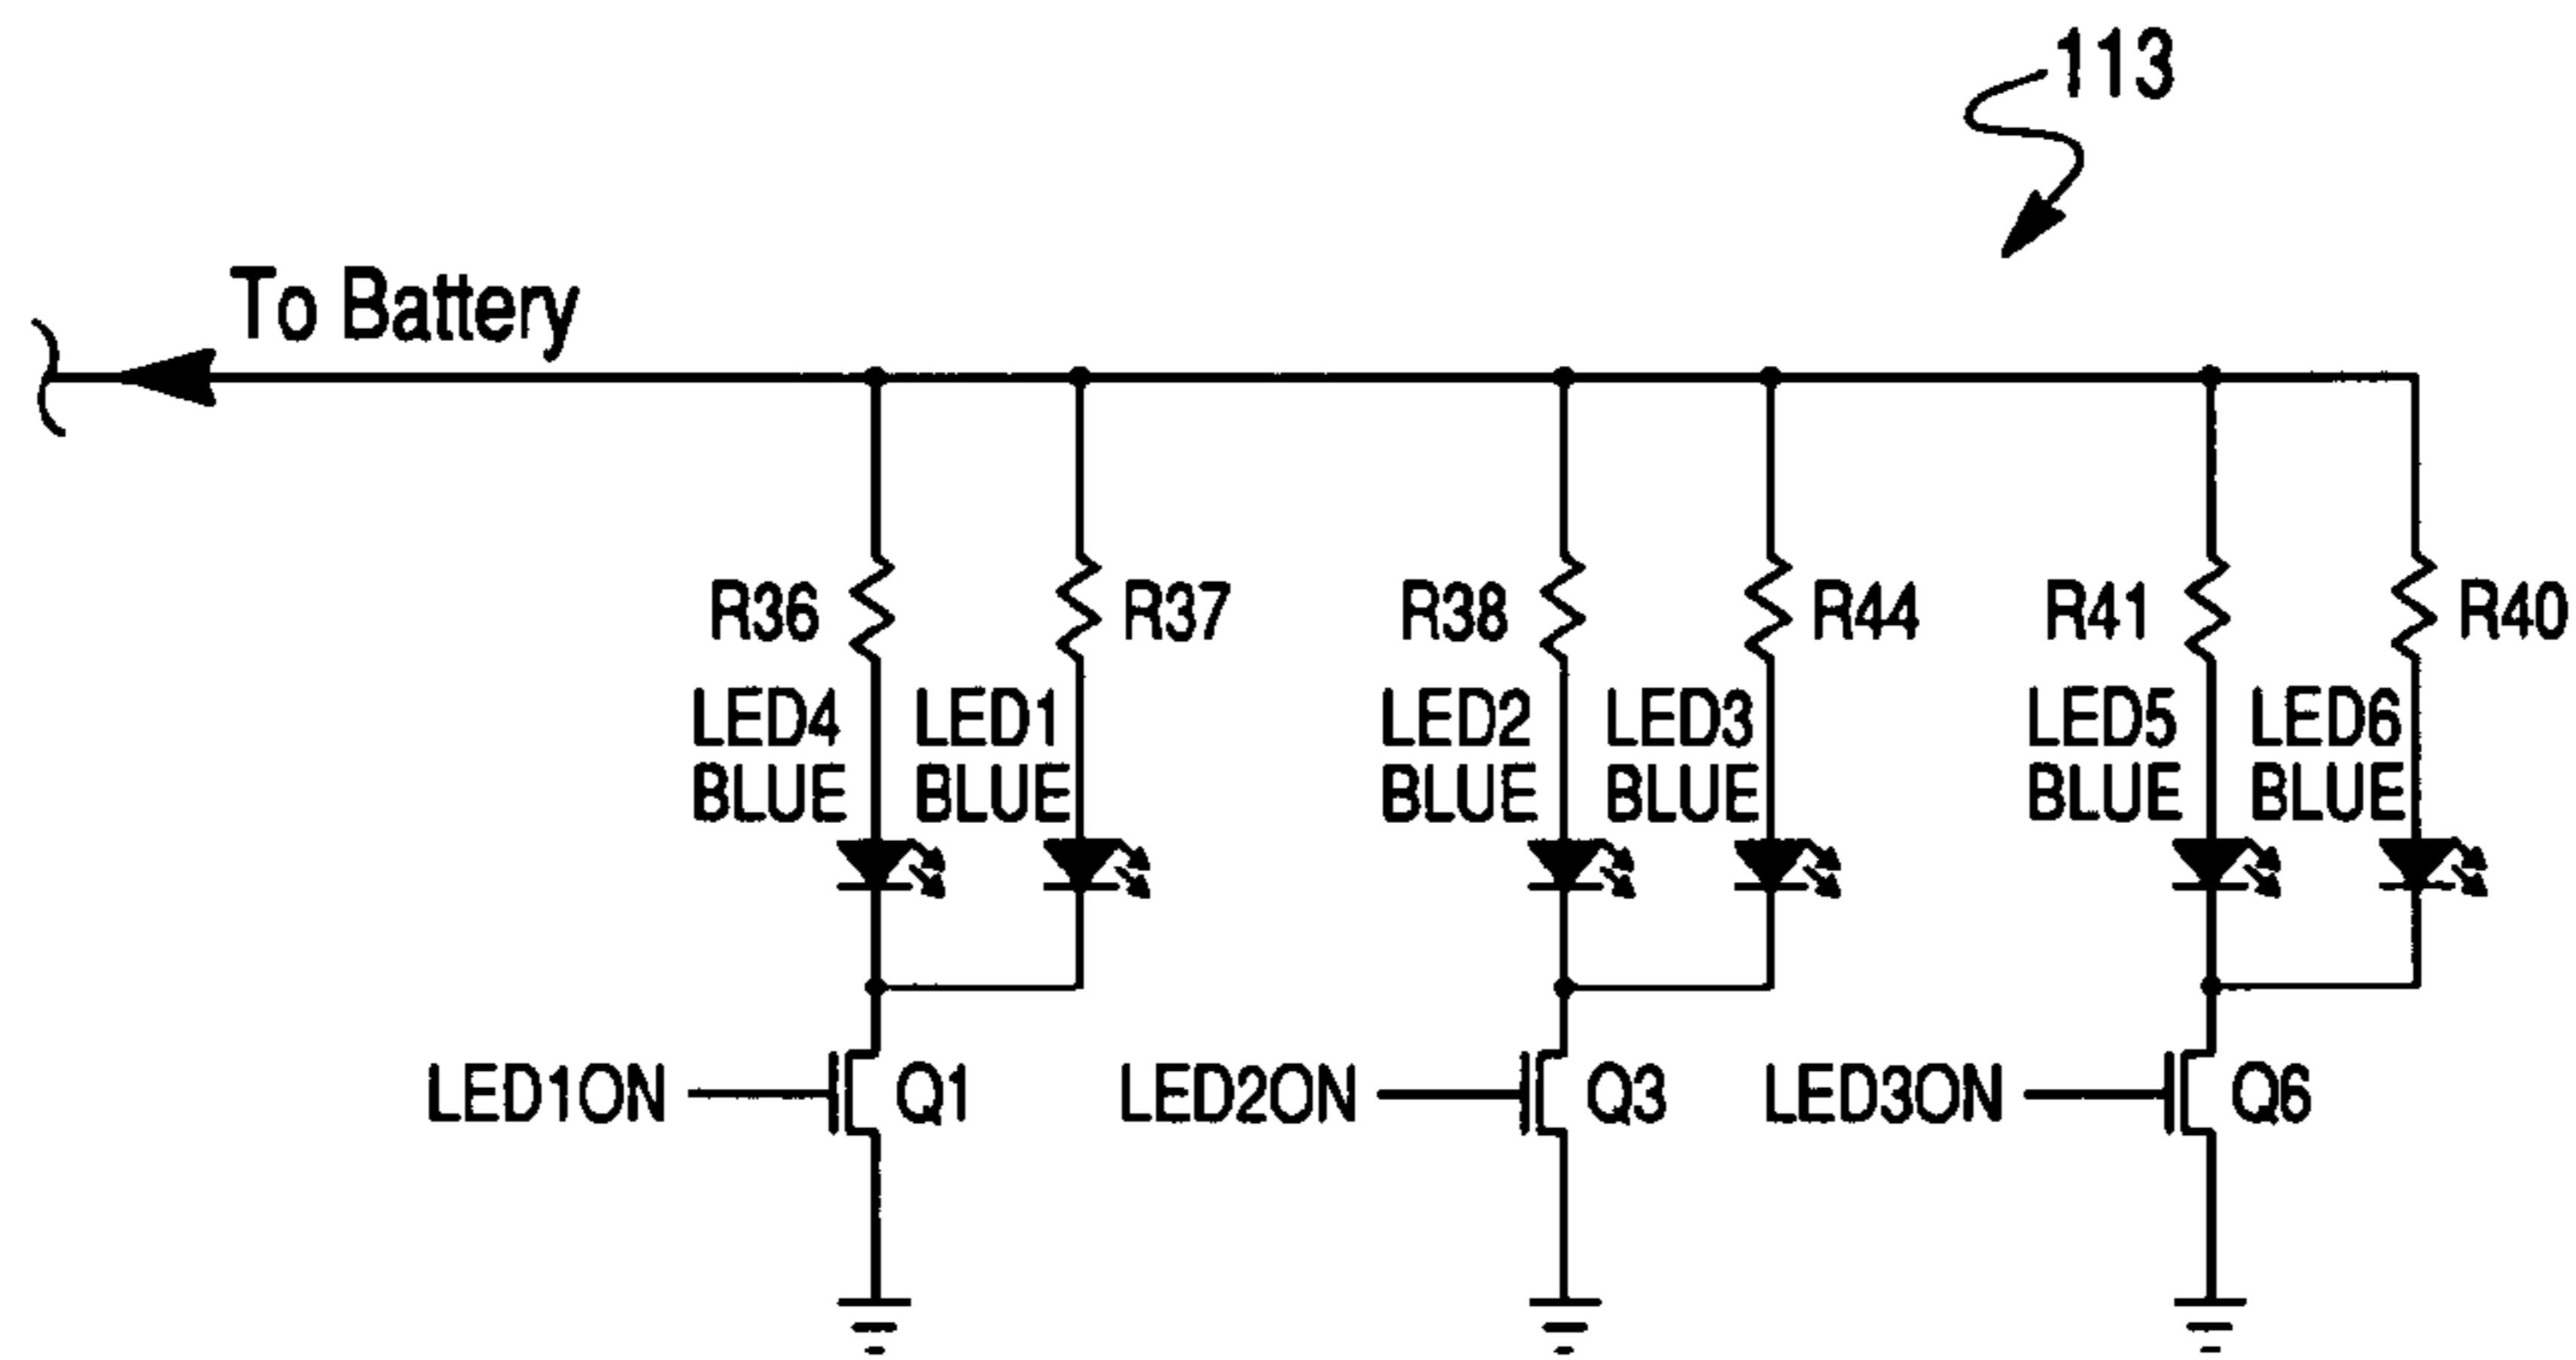 113
To Battery
R36
R37
R38
R44
R41
R40
LED4
BLUE
LED1
BLUE
LED2
BLUE
LED3
BLUE
LED5
BLUE
LED6
BLUE
LED1ON
Q1
LED2ON
Q3
LED3ON
Q6